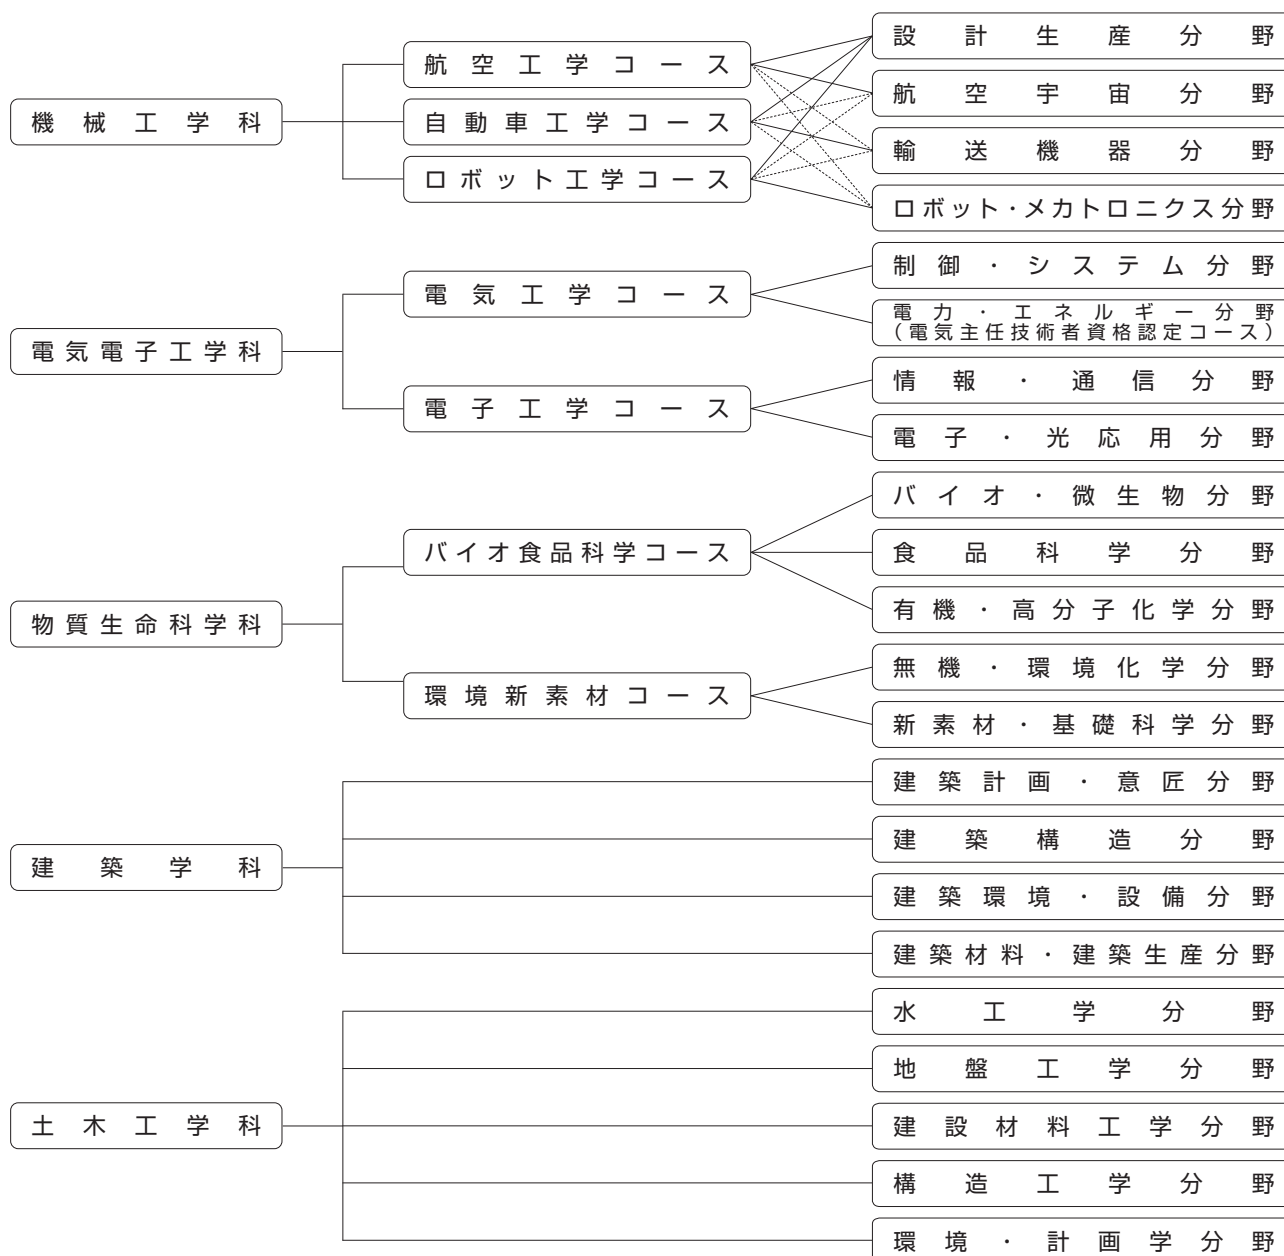 機械工学科
航空工学コース
自動車工学コース
ロボット工学コース
設計生産分野
航空宇宙分野
輸送機器分野
ロボット・メカトロニクス分野
電気電子工学科
電気工学コース
電子工学コース
制御・システム分野
電力・エネルギー分野
(電気主任技術者資格認定コース)
情報・通信分野
電子・光応用分野
物質生命科学科
バイオ食品科学コース
環境新素材コース
バイオ・微生物分野
食品科学分野
有機・高分子化学分野
無機・環境化学分野
新素材・基礎科学分野
建築学科
建築計画・意匠分野
建築構造分野
建築環境・設備分野
建築材料・建築生産分野
土木工学科
水工学分野
地盤工学分野
建設材料工学分野
構造工学分野
環境・計画学分野